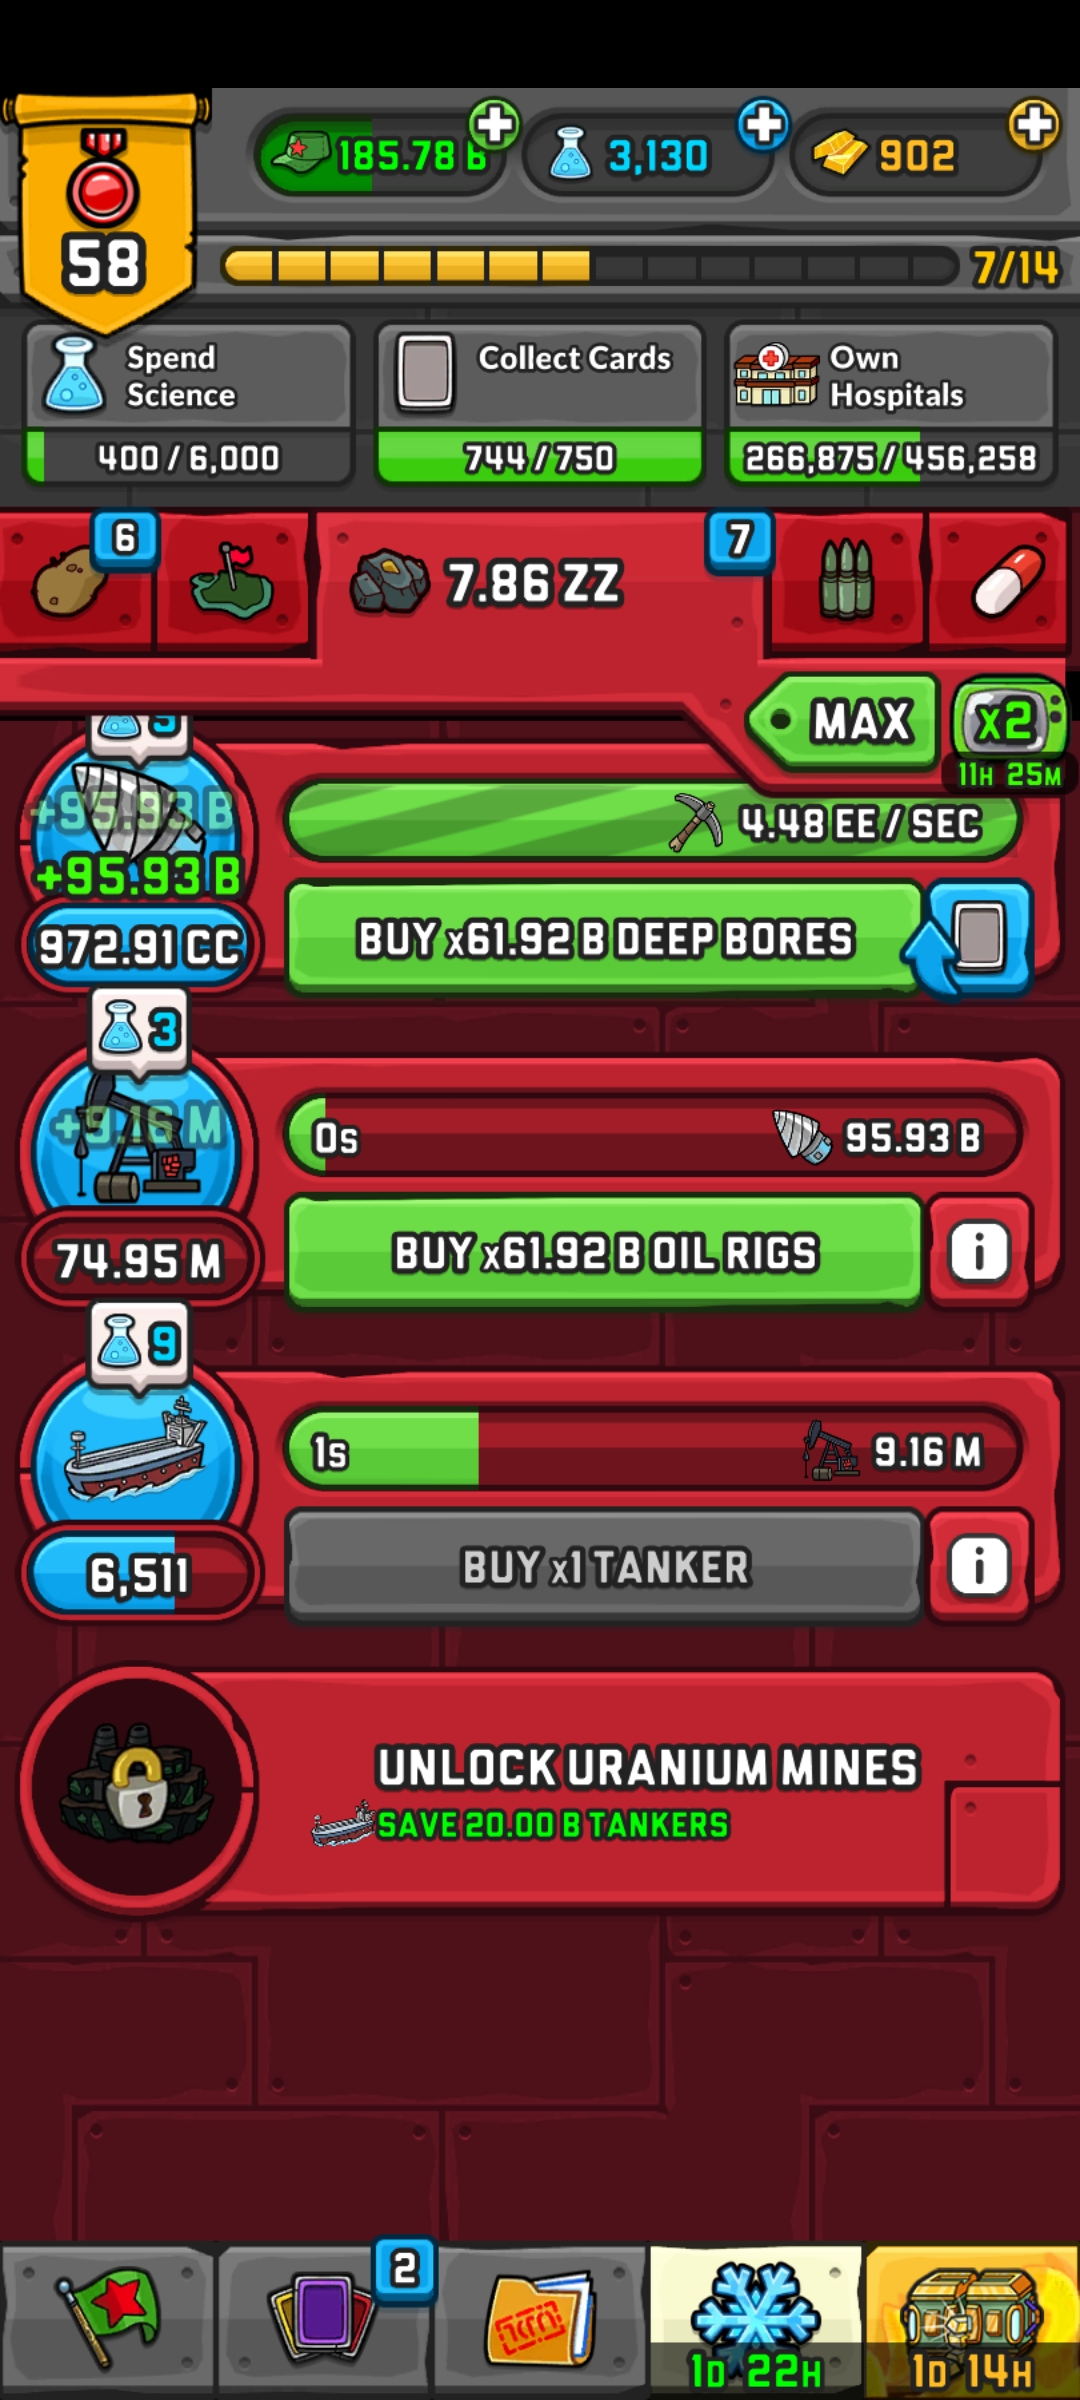 185.78 B
3,130
902
58
7/14
Spend
Science
400 / 6,000
Collect Cards
744 / 750
Own
Hospitals
266,875 / 456,258
6
7.86 ZZ
7
MAX
x2
11H 25M
+95.93 B
+95.93 B
4.48 EE / SEC
972.91 CC
BUY x61.92 B DEEP BORES
3
+9.16 M
0s
95.93 B
74.95 M
BUY x61.92 B OIL RIGS
i
9
1s
9.16 M
6,511
BUY x1 TANKER
i
UNLOCK URANIUM MINES
SAVE 20.00 B TANKERS
2
1D 22H
1D 14H